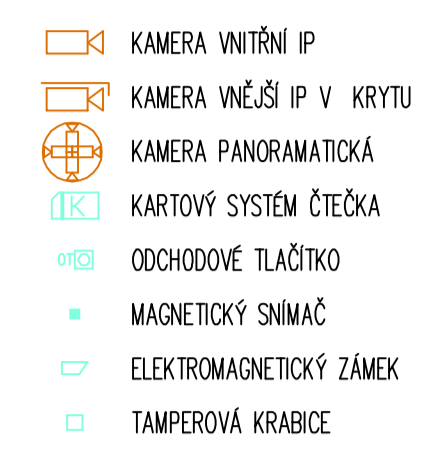 KAMERA VNITŘNÍ IP
KAMERA VNĚJŠÍ IP V KRYTU
KAMERA PANORAMATICKÁ
K KARTOVÝ SYSTÉM ČTEČKA
OT ODCHODOVÉ TLAČÍTKO
MAGNETICKÝ SNÍMAČ
ELEKTROMAGNETICKÝ ZÁMEK
TAMPEROVÁ KRABICE